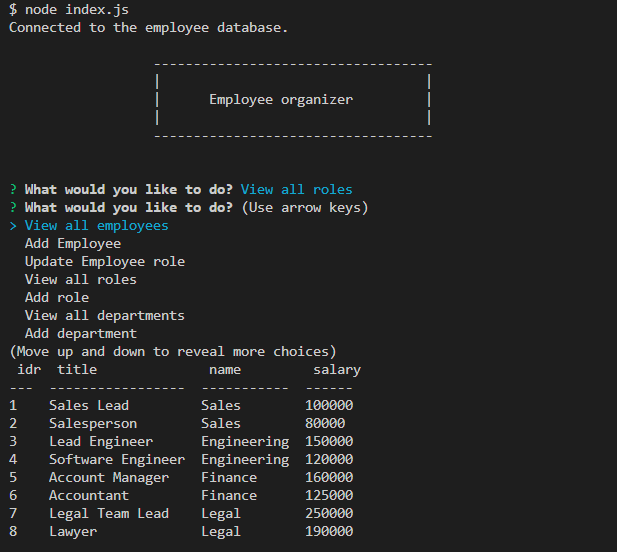 $ node index.js
Connected to the employee database.
-----------------------------------
|                                 |
|      Employee organizer         |
|                                 |
-----------------------------------
? What would you like to do? View all roles
? What would you like to do? (Use arrow keys)
> View all employees
  Add Employee
  Update Employee role
  View all roles
  Add role
  View all departments
  Add department
(Move up and down to reveal more choices)
 idr  title              name         salary
---  -----------------  -----------  ------
1    Sales Lead         Sales        100000
2    Salesperson        Sales        80000
3    Lead Engineer      Engineering  150000
4    Software Engineer  Engineering  120000
5    Account Manager    Finance      160000
6    Accountant         Finance      125000
7    Legal Team Lead    Legal        250000
8    Lawyer             Legal        190000